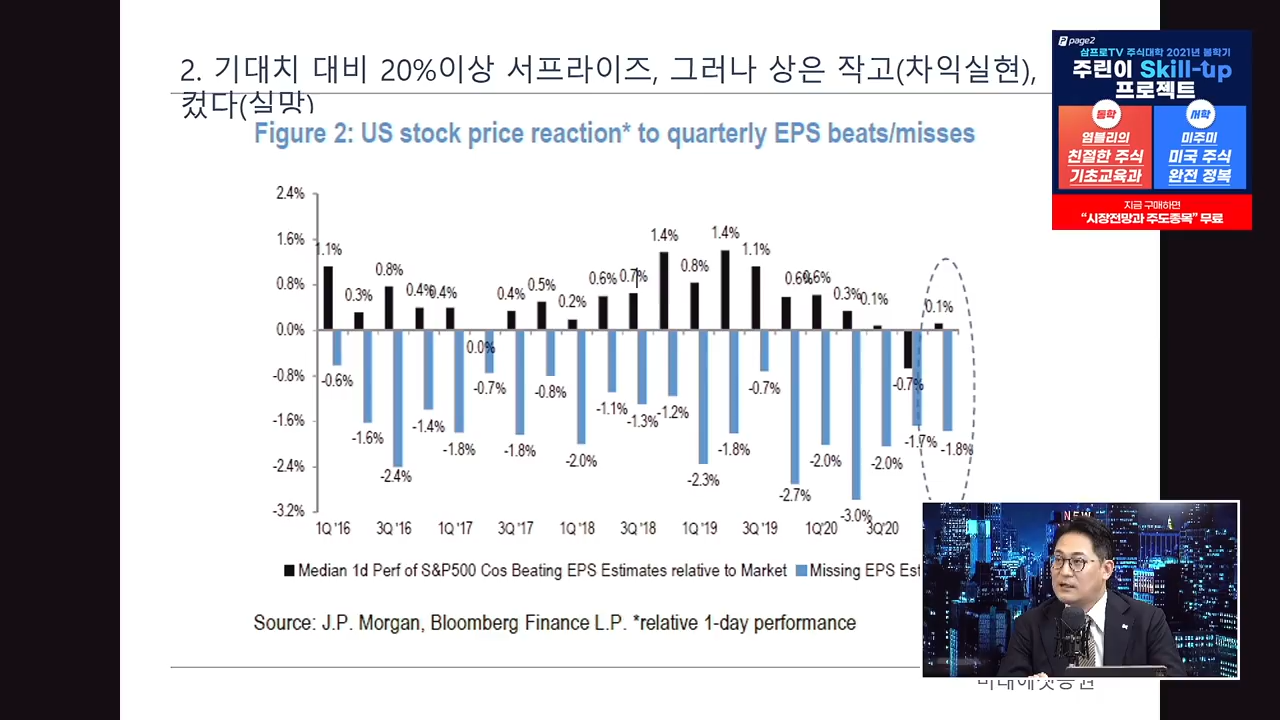 2. 기대치 대비 20%이상 서프라이즈, 그러나 상은 작고(차익실현),
컸다(실망)
Figure 2: US stock price reaction* to quarterly EPS beats/misses
2.4%
1.6%
0.8%
0.0%
-0.8%
-1.6%
-2.4%
-3.2%
1.1%
0.3%
0.8%
0.4%
0.4%
0.0%
0.4%
0.5%
0.2%
0.6%
0.7%
1.4%
0.8%
1.4%
1.1%
0.6%
0.6%
0.3%
0.1%
-0.7%
0.1%
-0.6%
-1.6%
-2.4%
-1.4%
-1.8%
-0.7%
-1.8%
-0.8%
-2.0%
-1.1%
-1.3%
-1.2%
-2.3%
-1.8%
-0.7%
-2.7%
-2.0%
-3.0%
-2.0%
-1.7%
-1.8%
1Q '16 3Q '16 1Q '17 3Q '17 1Q '18 3Q '18 1Q '19 3Q '19 1Q '20 3Q '20
Median 1d Perf of S&P500 Cos Beating EPS Estimates relative to Market Missing EPS Est
Source: J.P. Morgan, Bloomberg Finance L.P. *relative 1-day performance
미래에셋증권
page2
삼프로TV 주식대학 2021년 봄학기
주린이 Skill-up
프로젝트
동학
염블리의
친절한 주식
기초교육과
서학
미주미
미국 주식
완전 정복
지금 구매하면
"시장전망과 주도종목" 무료
NEW